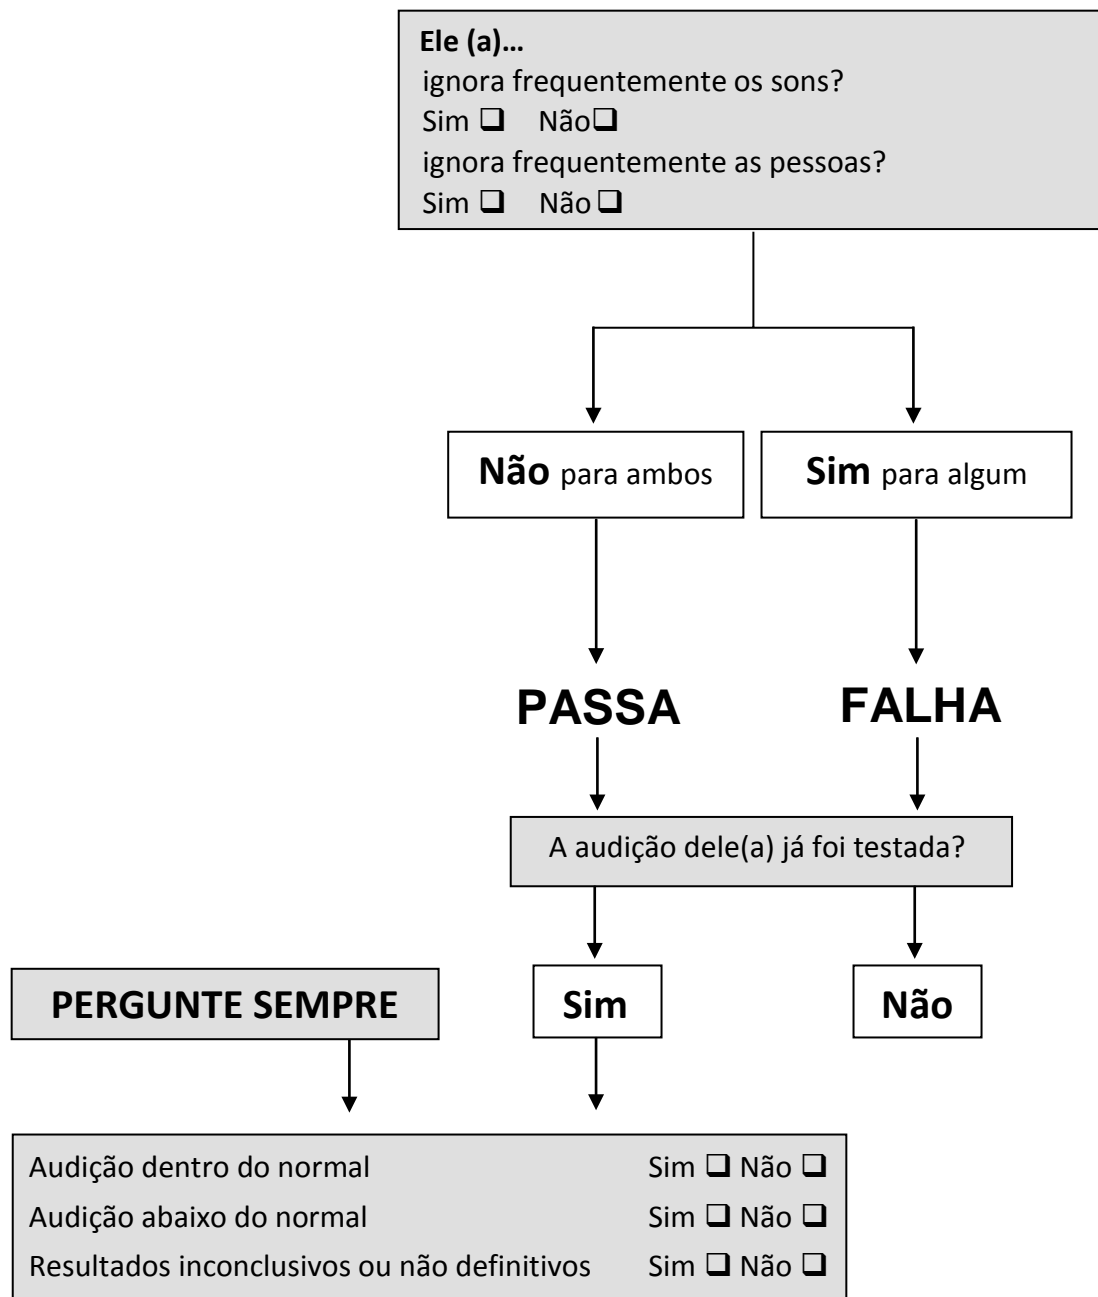 Ele (a)...
ignora frequentemente os sons?
Sim ❑ Não❑
ignora frequentemente as pessoas?
Sim ❑ Não ❑
Não para ambos
Sim para algum
PASSA
FALHA
A audição dele(a) já foi testada?
PERGUNTE SEMPRE
Sim
Não
Audição dentro do normal Sim ❑ Não ❑
Audição abaixo do normal Sim ❑ Não ❑
Resultados inconclusivos ou não definitivos Sim ❑ Não ❑